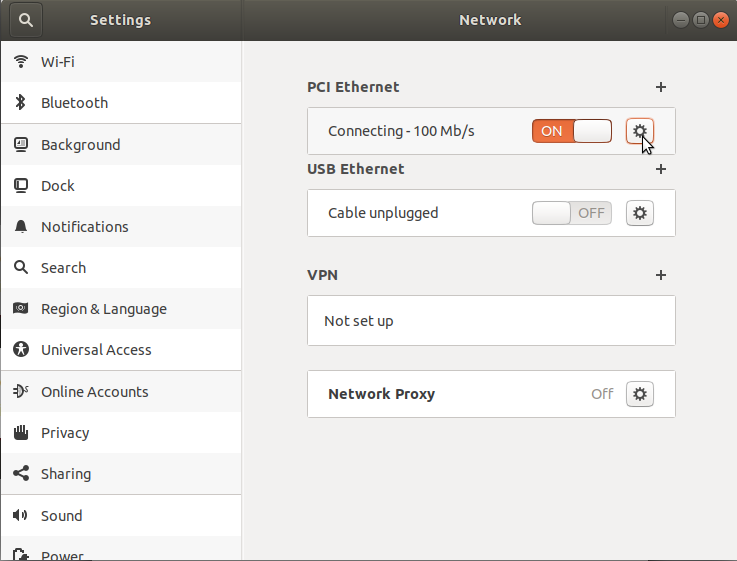 Settings
Network
Wi-Fi
Bluetooth
Background
Dock
Notifications
Search
Region & Language
Universal Access
Online Accounts
Privacy
Sharing
Sound
Power
PCI Ethernet
Connecting - 100 Mb/s ON
USB Ethernet
Cable unplugged OFF
VPN
Not set up
Network Proxy Off